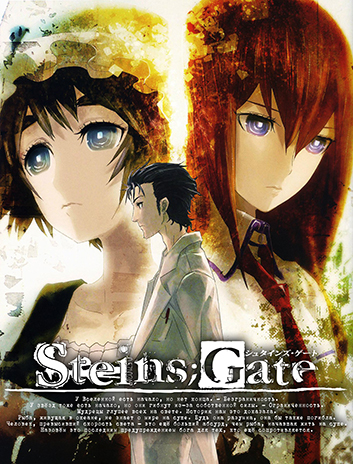 シュタインズ・ゲート
Steins;Gate
У Вселенной есть начало, но нет конца. - Безграничность.
У звёзд тоже есть начало, но они гибнут из-за собственной силы - Ограниченность.
Мудрецы глупее всех на свете. История нам это доказала.
Рыба, живущая в океане, не знает о мире на суше. Будь она разумна, она бы также погибла.
Человек, превысивший скорость света - это ещё больший абсурд, чем рыба, начавшая жить на суше.
Назовём это последним предупреждением бога для тех, кто ещё сопротивляется.